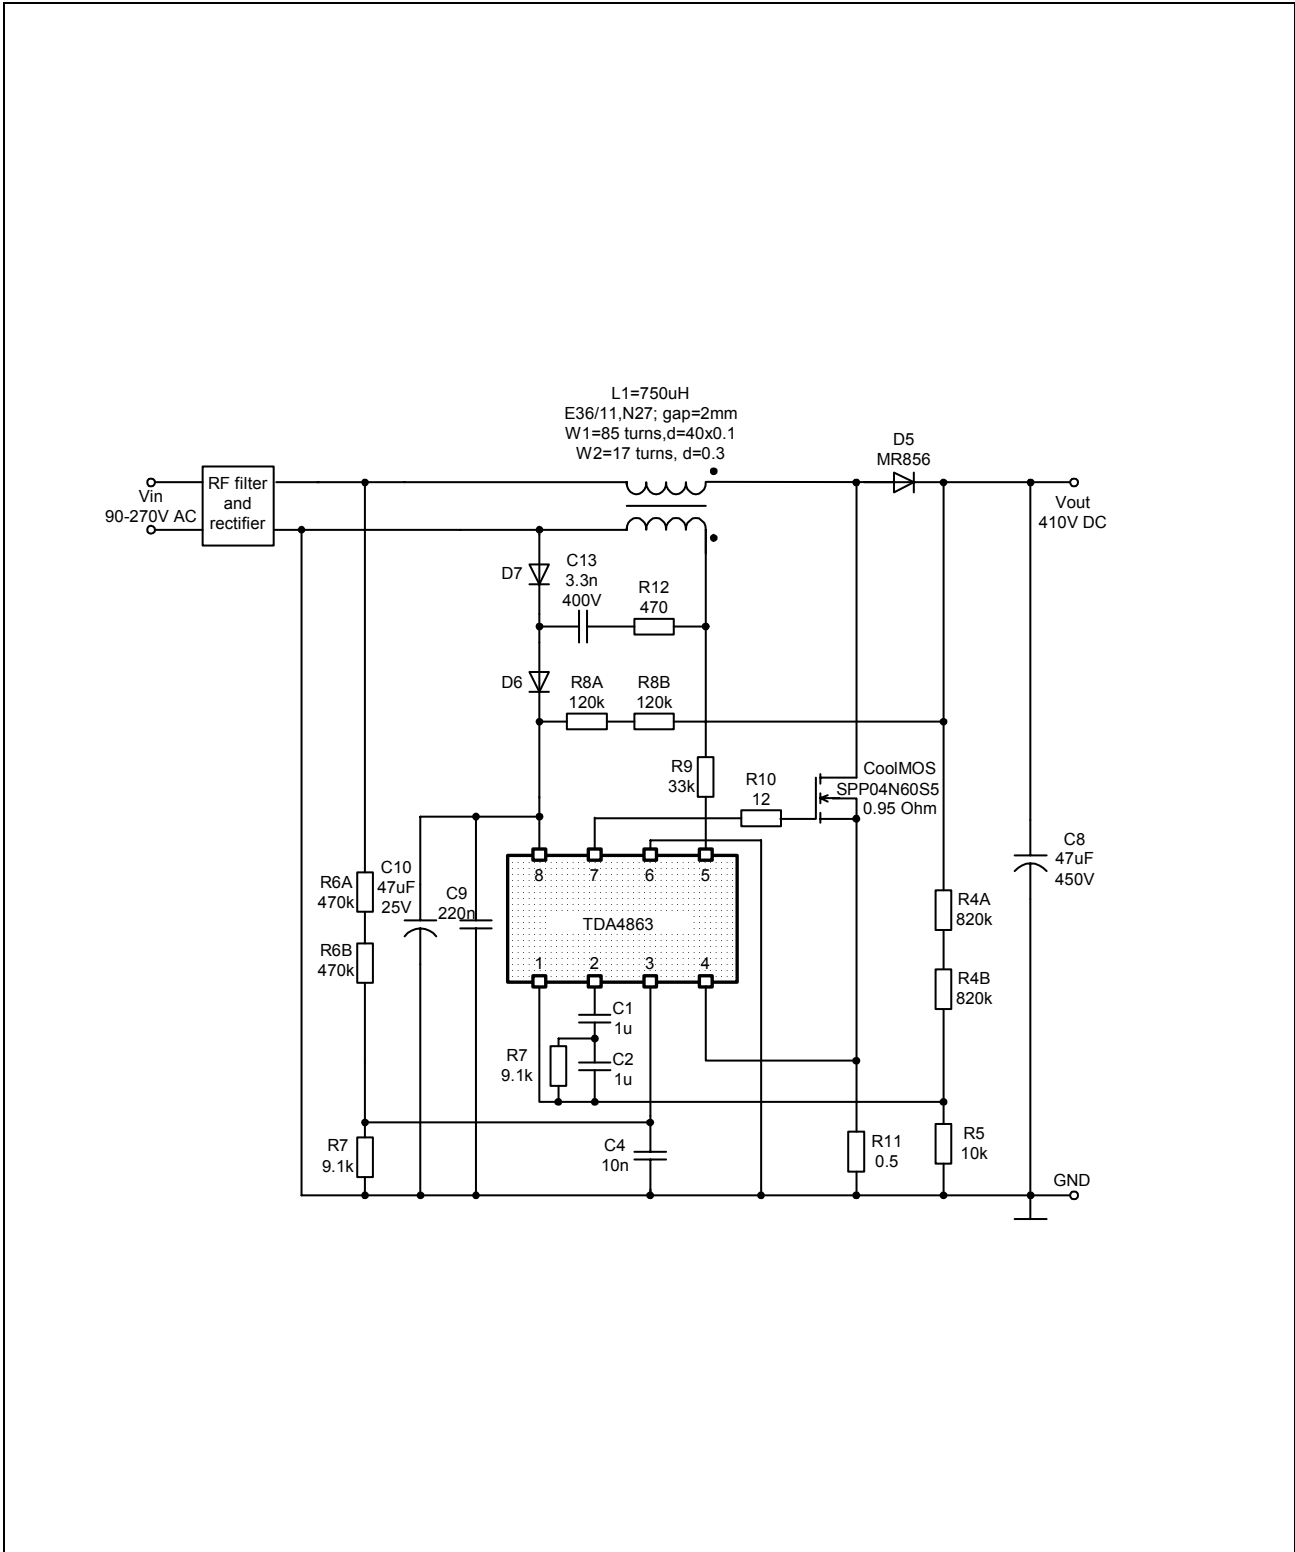 L1=750uH
E36/11,N27; gap=2mm
W1=85 turns,d=40x0.1
W2=17 turns, d=0.3
D5
MR856
Vin
90-270V AC
RF filter
and
rectifier
Vout
410V DC
D7
C13
3.3n
400V
R12
470
D6
R8A
120k
R8B
120k
R9
33k
R10
12
CoolMOS
SPP04N60S5
0.95 Ohm
C8
47uF
450V
R6A
470k
C10
47uF
25V
C9
220n
8
7
6
5
TDA4863
1
2
3
4
R4A
820k
R6B
470k
R4B
820k
C1
1u
R7
9.1k
C2
1u
R7
9.1k
C4
10n
R11
0.5
R5
10k
GND